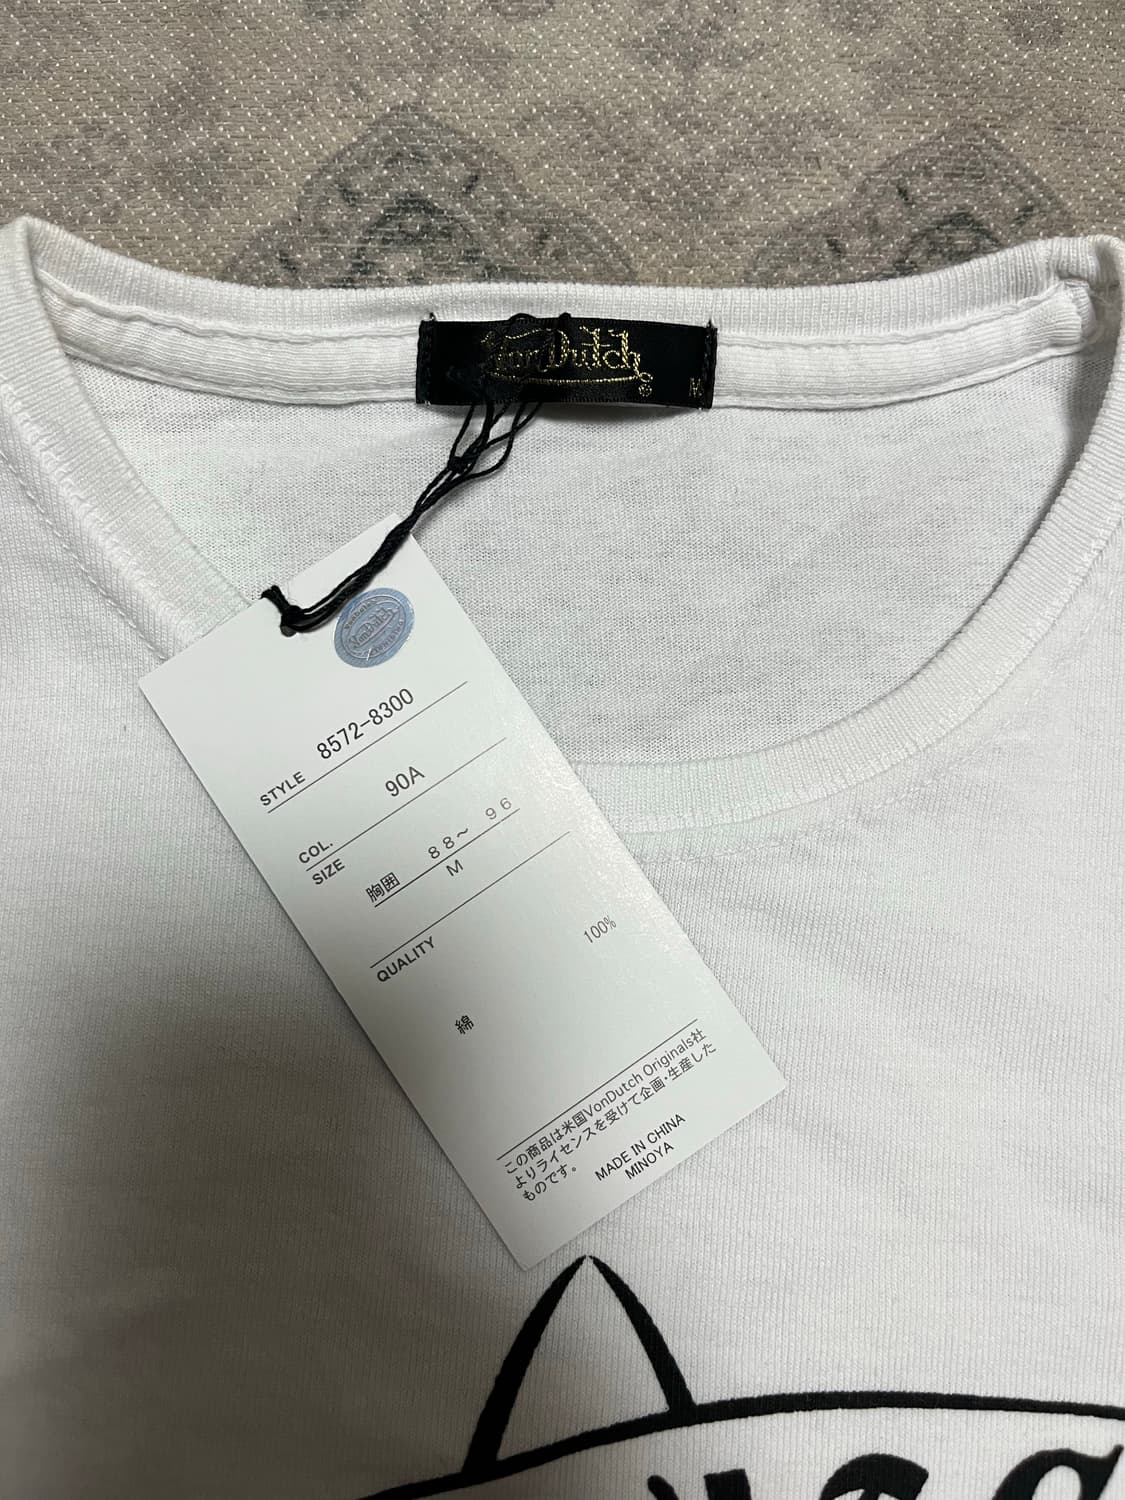 Von Dutch
®
M
VonDutch
STYLE 8572-8300
COL. 90A
SIZE 胸囲 88～ 96
M
QUALITY
綿 100%
この商品は米国VonDutch Originals社
よりライセンスを受けて企画・生産した
ものです。
MADE IN CHINA
MINOYA